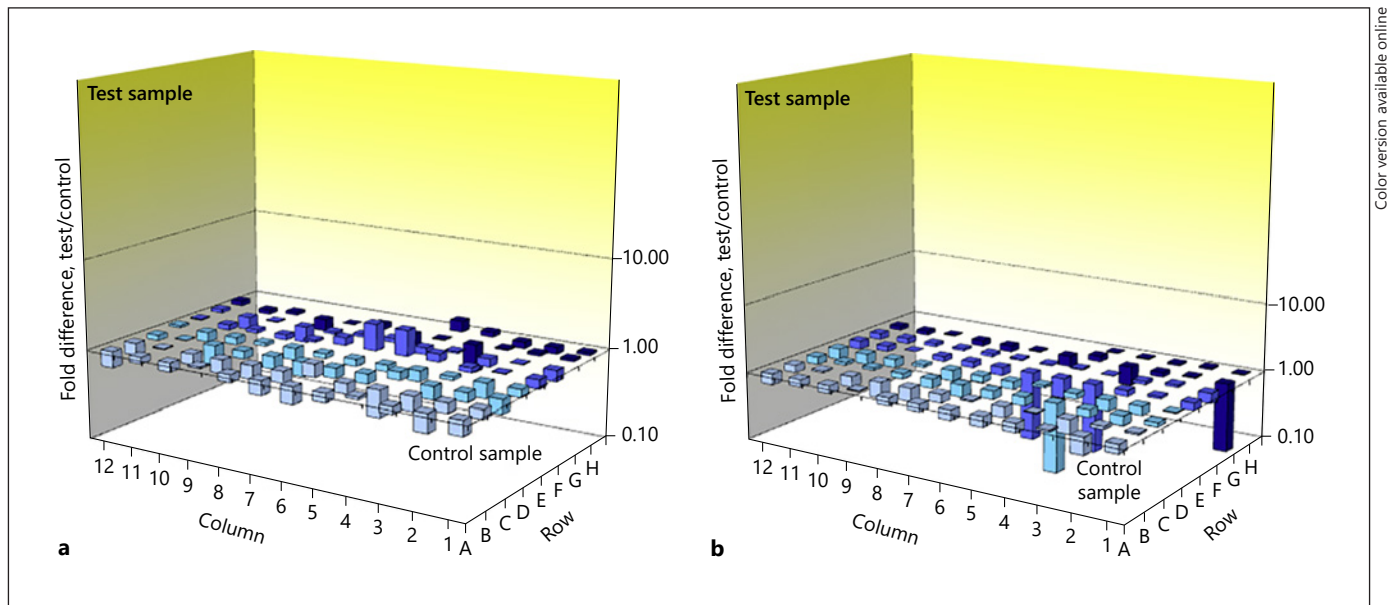 Color version available online
Test sample
Fold difference, test/control
10.00
1.00
0.10
Control sample
12 11 10 9 8 7 6 5 4 3 2 1
Column
A B C D E F G H
Row
a
Test sample
Fold difference, test/control
10.00
1.00
0.10
Control
sample
12 11 10 9 8 7 6 5 4 3 2 1
Column
A B C D E F G H
Row
b